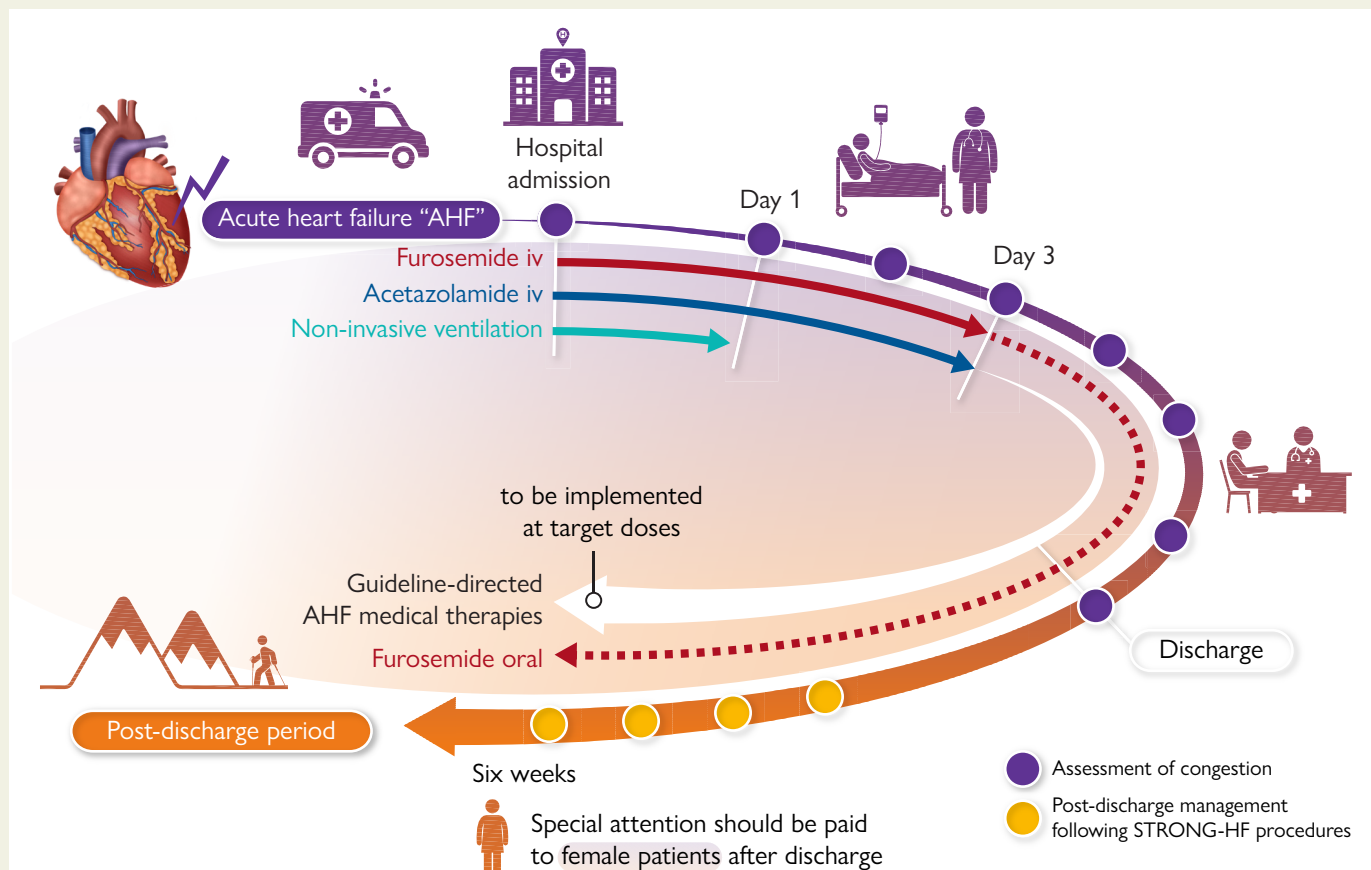 Hospital
admission
Acute heart failure “AHF”
Day 1
Day 3
Furosemide iv
Acetazolamide iv
Non-invasive ventilation
to be implemented
at target doses
Guideline-directed
AHF medical therapies
Furosemide oral
Discharge
Post-discharge period
Six weeks
Special attention should be paid
to female patients after discharge
Assessment of congestion
Post-discharge management
following STRONG-HF procedures